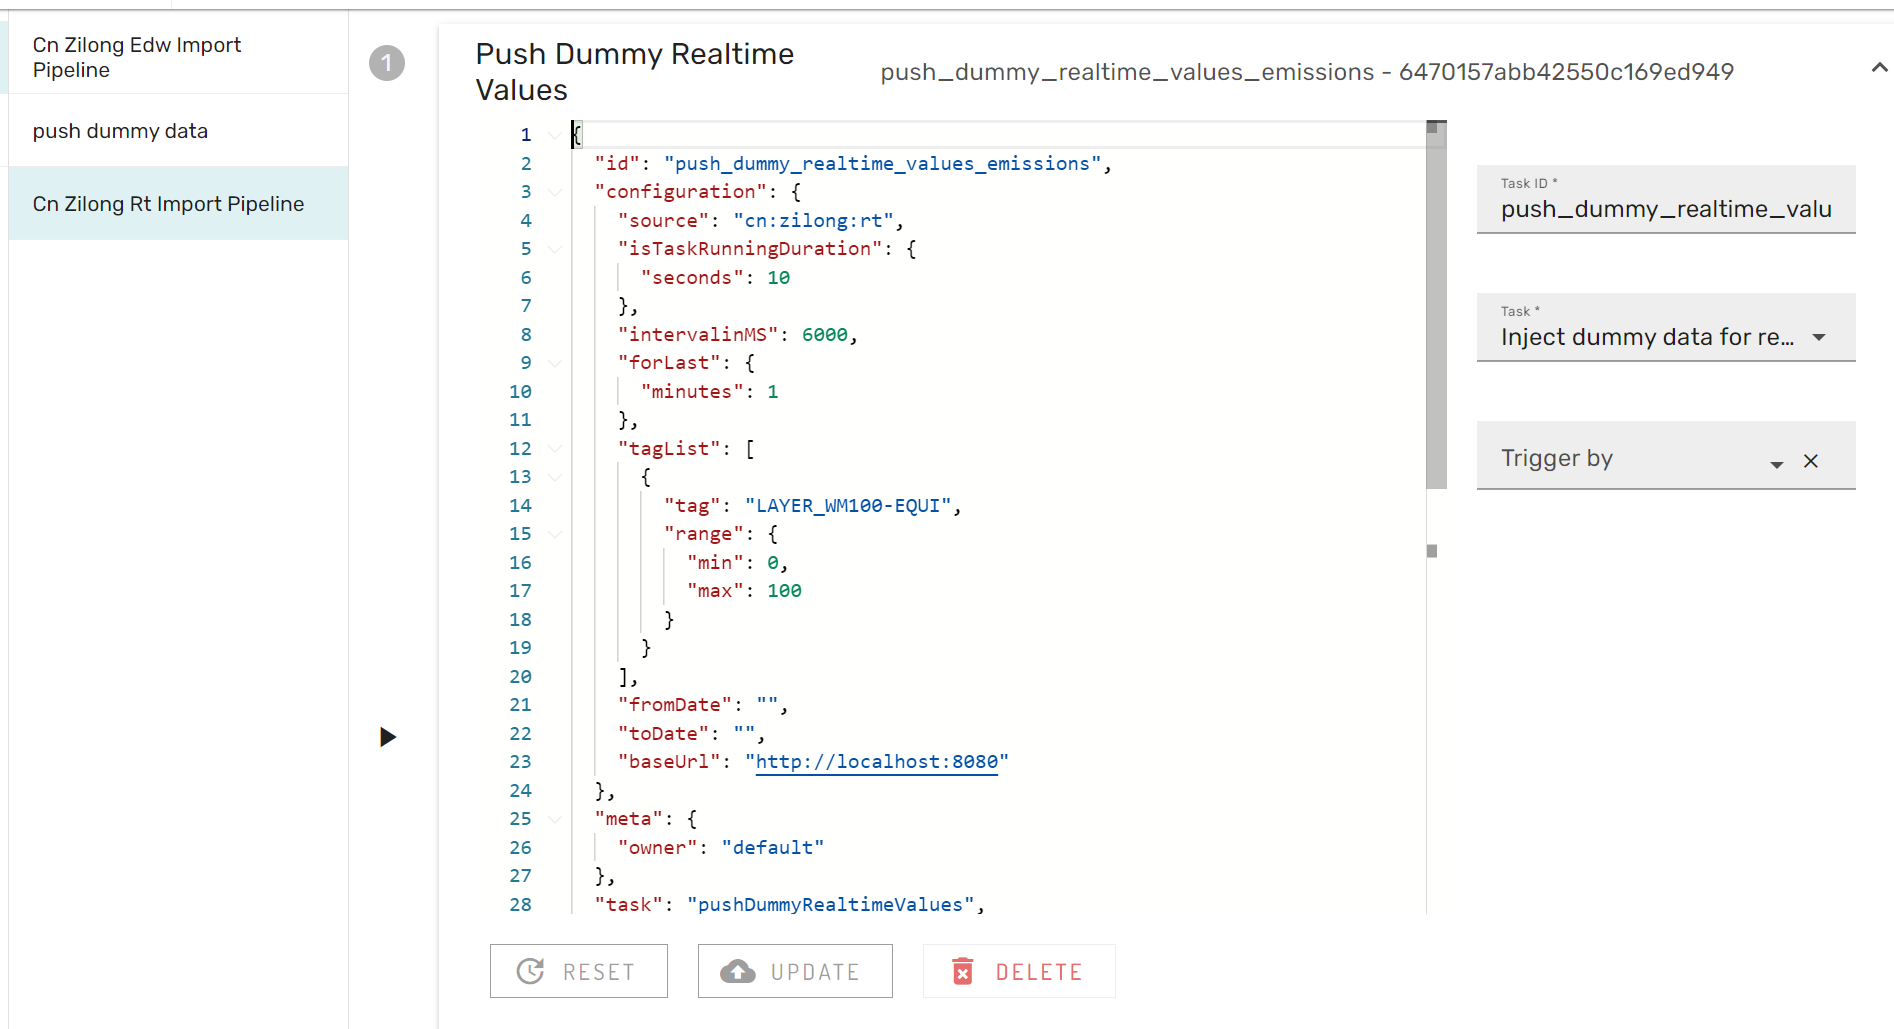 Cn Zilong Edw Import
Pipeline
push dummy data
Cn Zilong Rt Import Pipeline
1
Push Dummy Realtime
Values
push_dummy_realtime_values_emissions - 6470157abb42550c169ed949
1 {
2 "id": "push_dummy_realtime_values_emissions",
3 "configuration": {
4 "source": "cn:zilong:rt",
5 "isTaskRunningDuration": {
6 "seconds": 10
7 },
8 "intervalinMS": 6000,
9 "forLast": {
10 "minutes": 1
11 },
12 "tagList": [
13 {
14 "tag": "LAYER_WM100-EQUI",
15 "range": {
16 "min": 0,
17 "max": 100
18 }
19 }
20 ],
21 "fromDate": "",
22 "toDate": "",
23 "baseUrl": "http://localhost:8080"
24 },
25 "meta": {
26 "owner": "default"
27 },
28 "task": "pushDummyRealtimeValues",
Task ID *
push_dummy_realtime_valu
Task *
Inject dummy data for re...
Trigger by
RESET
UPDATE
DELETE